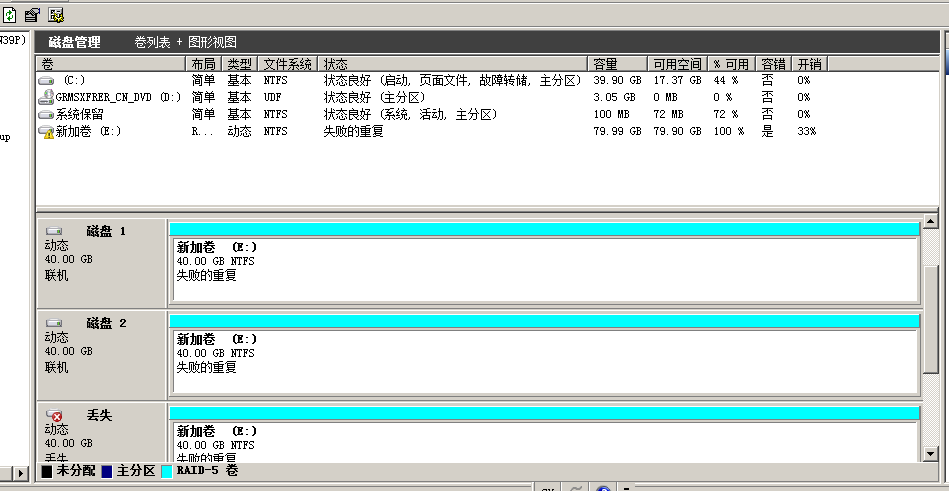 N39P)
up
磁盘管理 卷列表 + 图形视图
卷 布局 类型 文件系统 状态 容量 可用空间 % 可用 容错 开销
(C:) 简单 基本 NTFS 状态良好 (启动, 页面文件, 故障转储, 主分区) 39.90 GB 17.37 GB 44 % 否 0%
GRMSXFRER_CN_DVD (D:) 简单 基本 UDF 状态良好 (主分区) 3.05 GB 0 MB 0 % 否 0%
系统保留 简单 基本 NTFS 状态良好 (系统, 活动, 主分区) 100 MB 72 MB 72 % 否 0%
新加卷 (E:) R... 动态 NTFS 失败的重复 79.99 GB 79.90 GB 100 % 是 33%
磁盘 1
动态
40.00 GB
联机
新加卷 (E:)
40.00 GB NTFS
失败的重复
磁盘 2
动态
40.00 GB
联机
新加卷 (E:)
40.00 GB NTFS
失败的重复
丢失
动态
40.00 GB
丢失
新加卷 (E:)
40.00 GB NTFS
失败的重复
未分配 主分区 RAID-5 卷